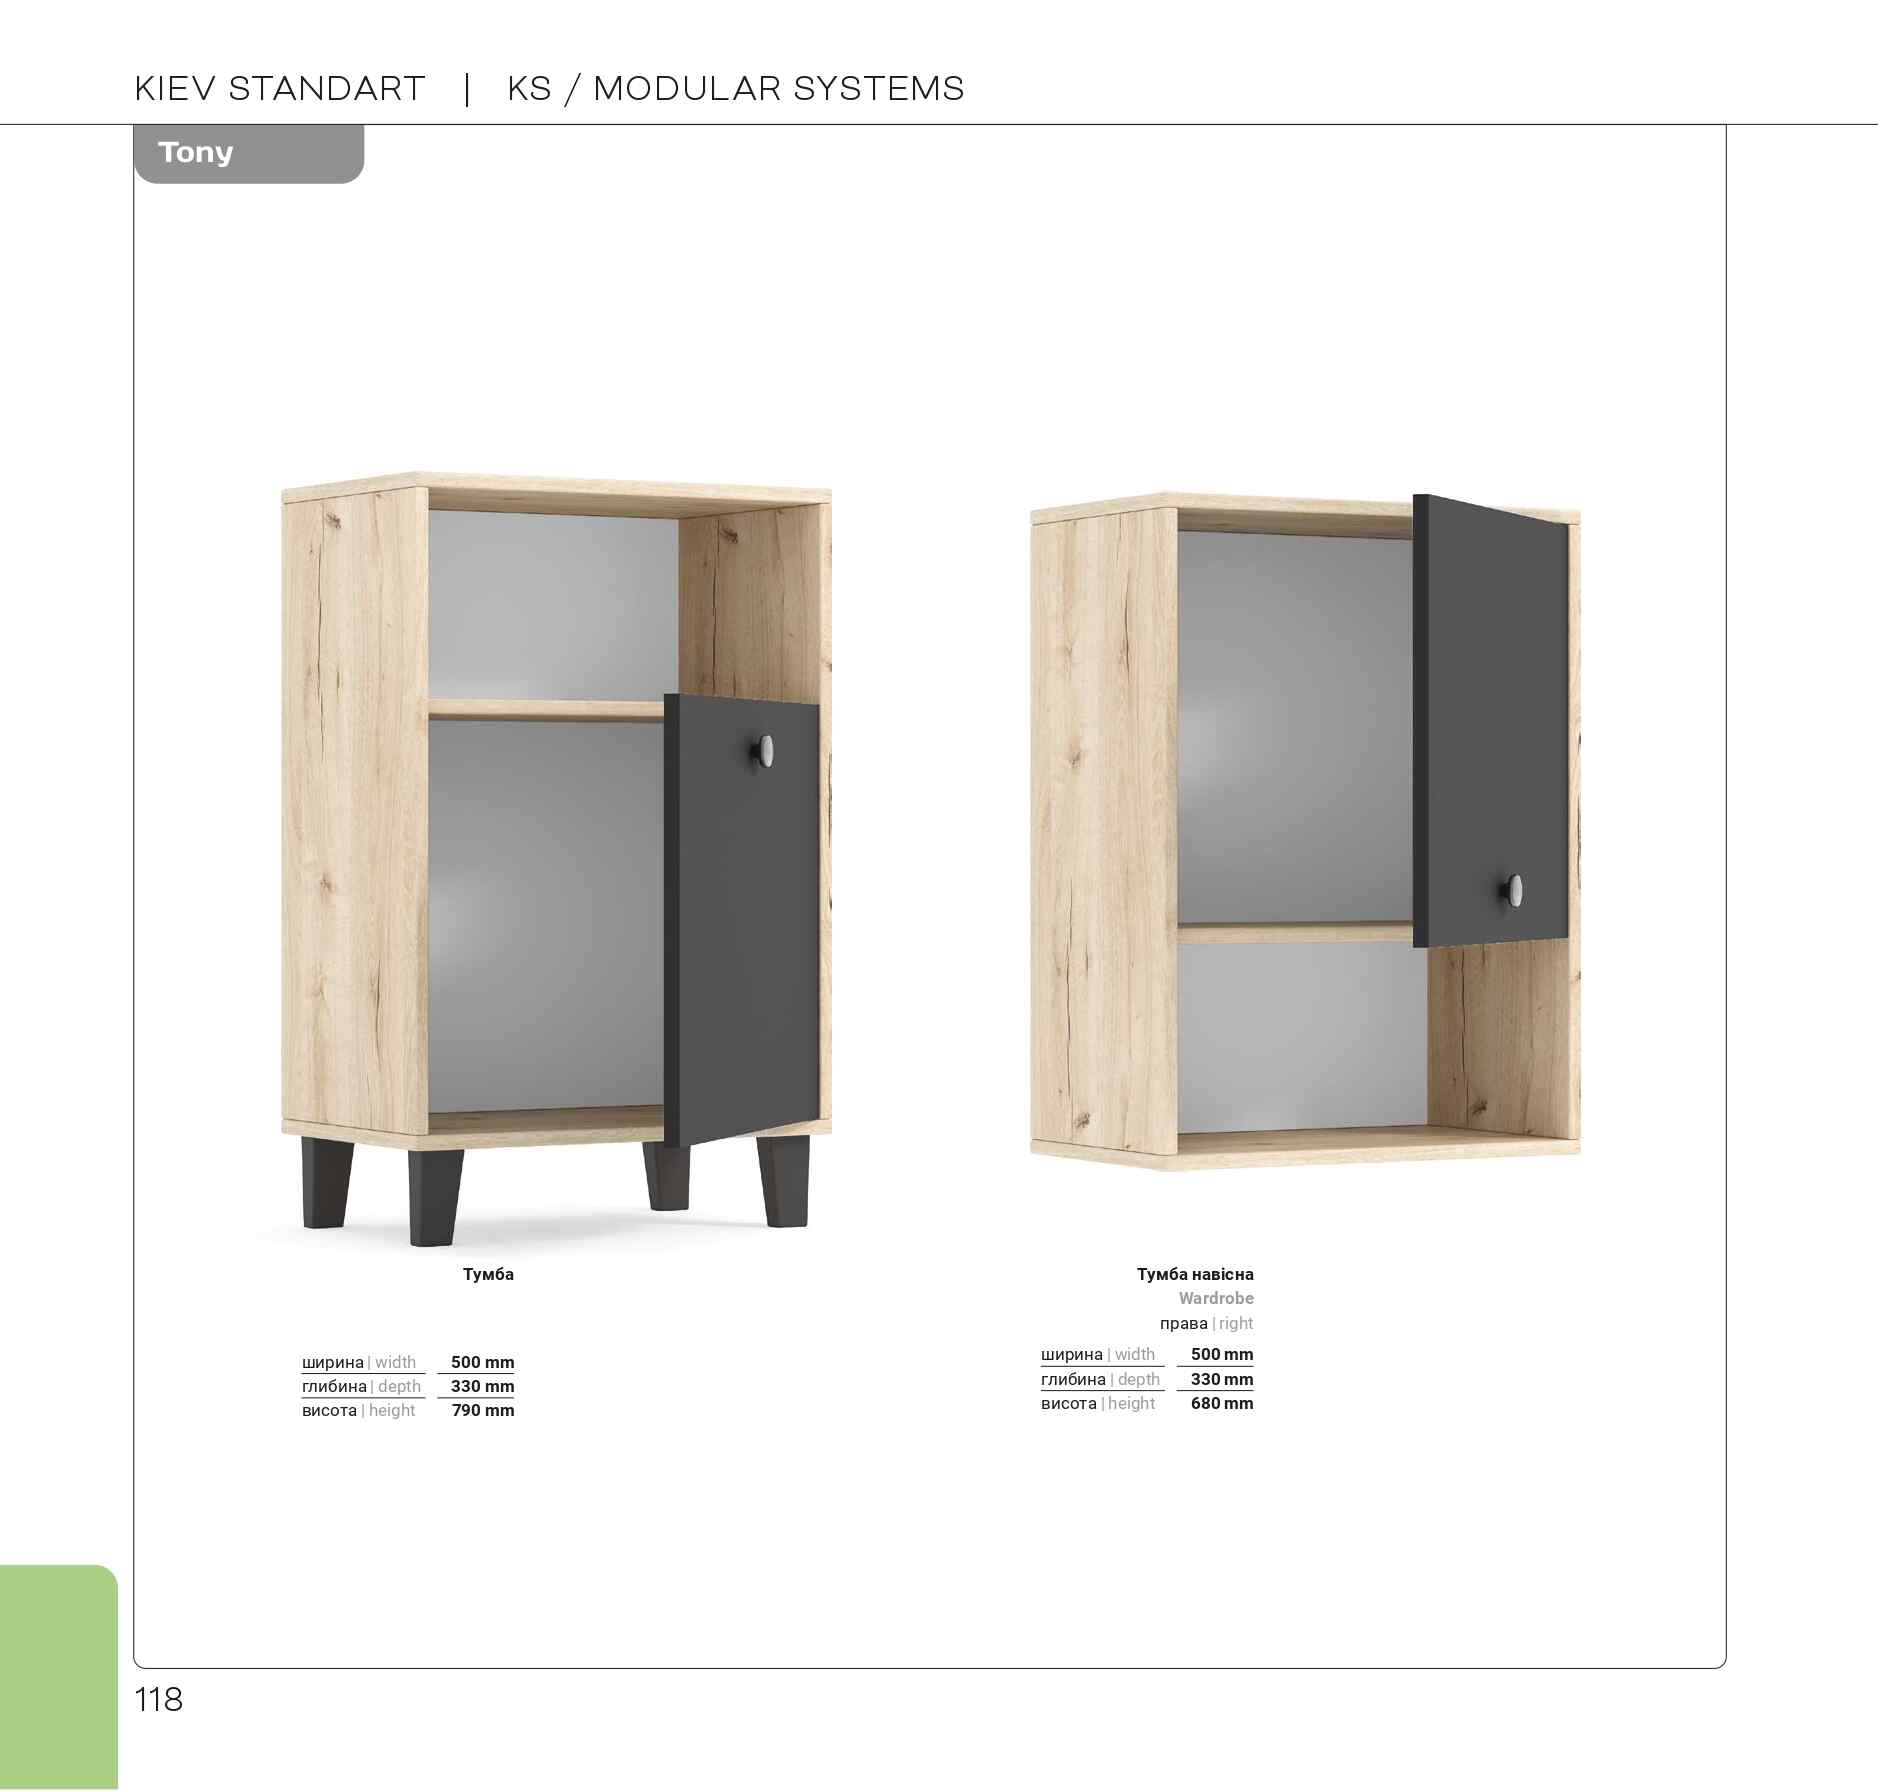 KIEV STANDART | KS / MODULAR SYSTEMS
Tony
Тумба
ширина | width 500 mm
глибина | depth 330 mm
висота | height 790 mm
Тумба навісна
Wardrobe
права | right
ширина | width 500 mm
глибина | depth 330 mm
висота | height 680 mm
118